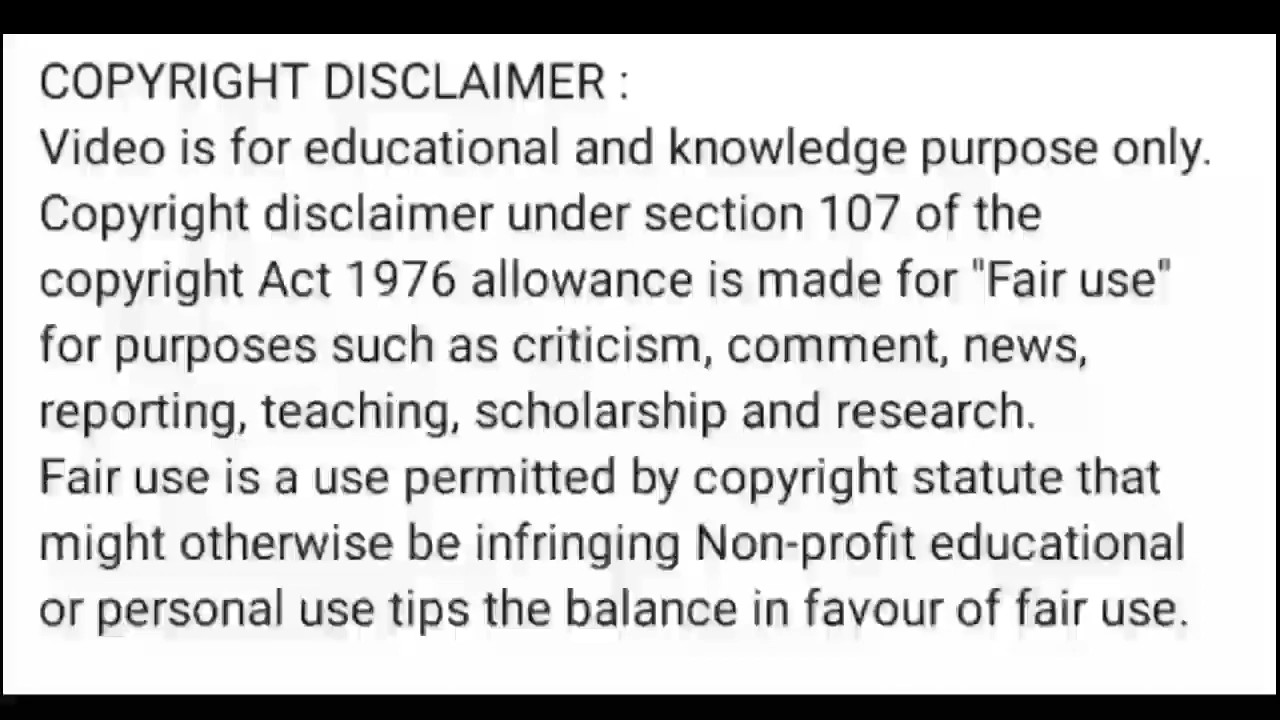 COPYRIGHT DISCLAIMER :
Video is for educational and knowledge purpose only.
Copyright disclaimer under section 107 of the
copyright Act 1976 allowance is made for "Fair use"
for purposes such as criticism, comment, news,
reporting, teaching, scholarship and research.
Fair use is a use permitted by copyright statute that
might otherwise be infringing Non-profit educational
or personal use tips the balance in favour of fair use.